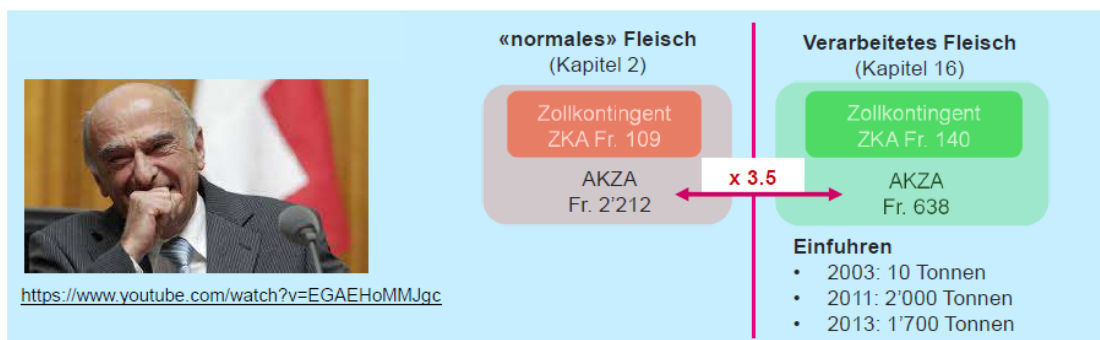 https://www.youtube.com/watch?v=EGAEHoMMJgc
«normales» Fleisch
(Kapitel 2)
Zollkontingent
ZKA Fr. 109
AKZA
Fr. 2'212
x 3.5
Verarbeitetes Fleisch
(Kapitel 16)
Zollkontingent
ZKA Fr. 140
AKZA
Fr. 638
Einfuhren
• 2003: 10 Tonnen
• 2011: 2'000 Tonnen
• 2013: 1'700 Tonnen